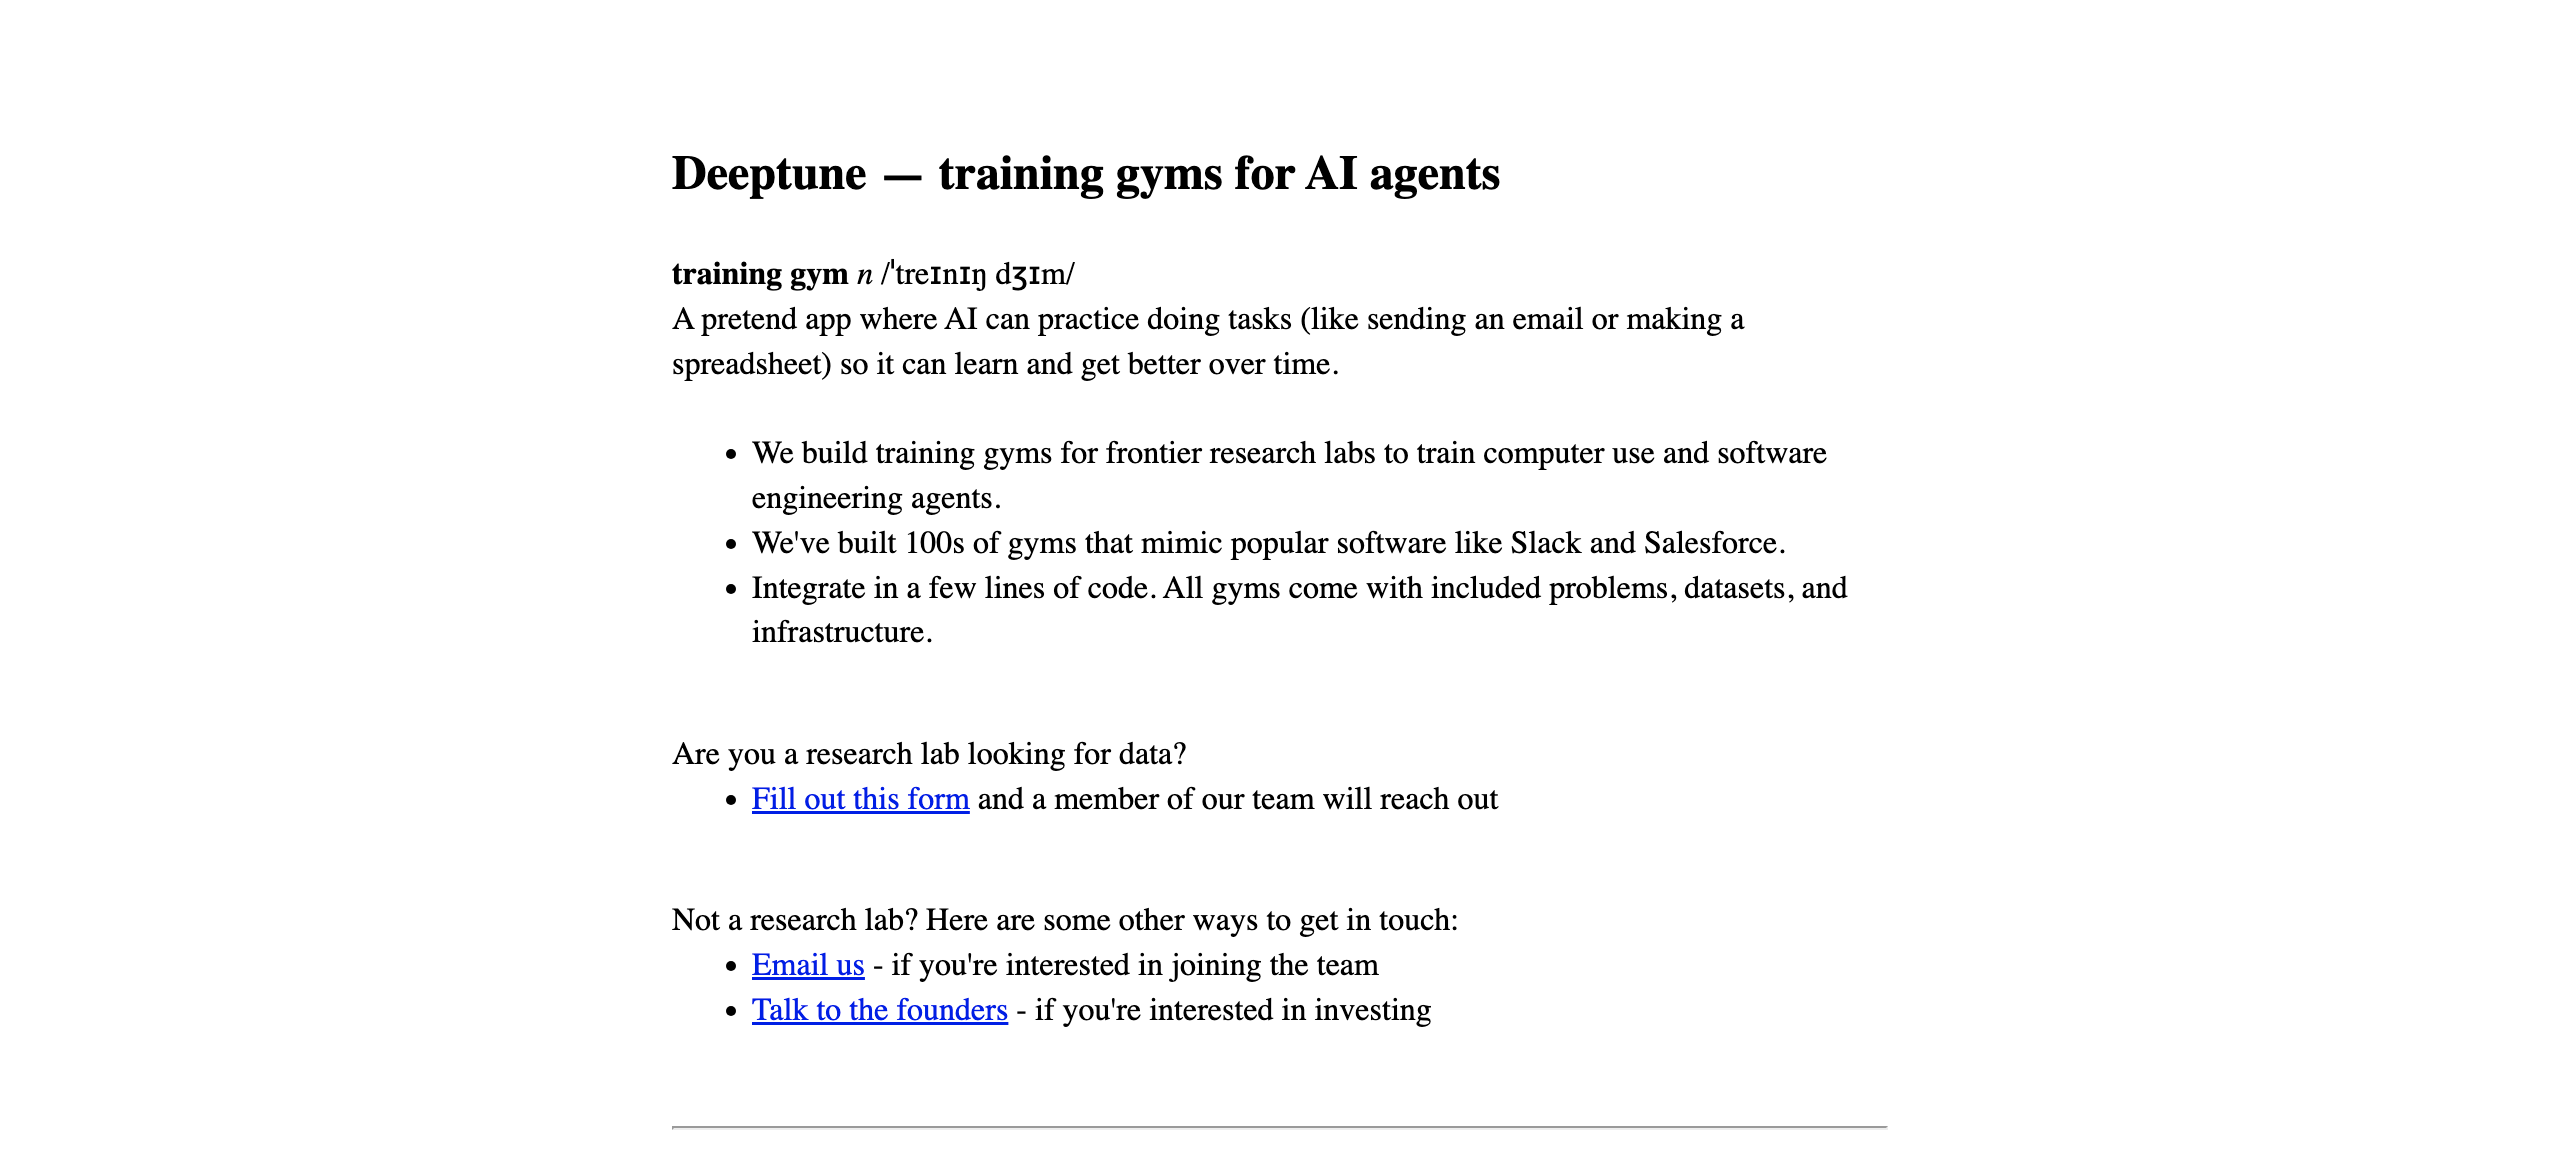 Deeptune — training gyms for AI agents
training gym n /ˈtreɪnɪŋ dʒɪm/
A pretend app where AI can practice doing tasks (like sending an email or making a
spreadsheet) so it can learn and get better over time.
• We build training gyms for frontier research labs to train computer use and software
engineering agents.
• We've built 100s of gyms that mimic popular software like Slack and Salesforce.
• Integrate in a few lines of code. All gyms come with included problems, datasets, and
infrastructure.
Are you a research lab looking for data?
• Fill out this form and a member of our team will reach out
Not a research lab? Here are some other ways to get in touch:
• Email us - if you're interested in joining the team
• Talk to the founders - if you're interested in investing